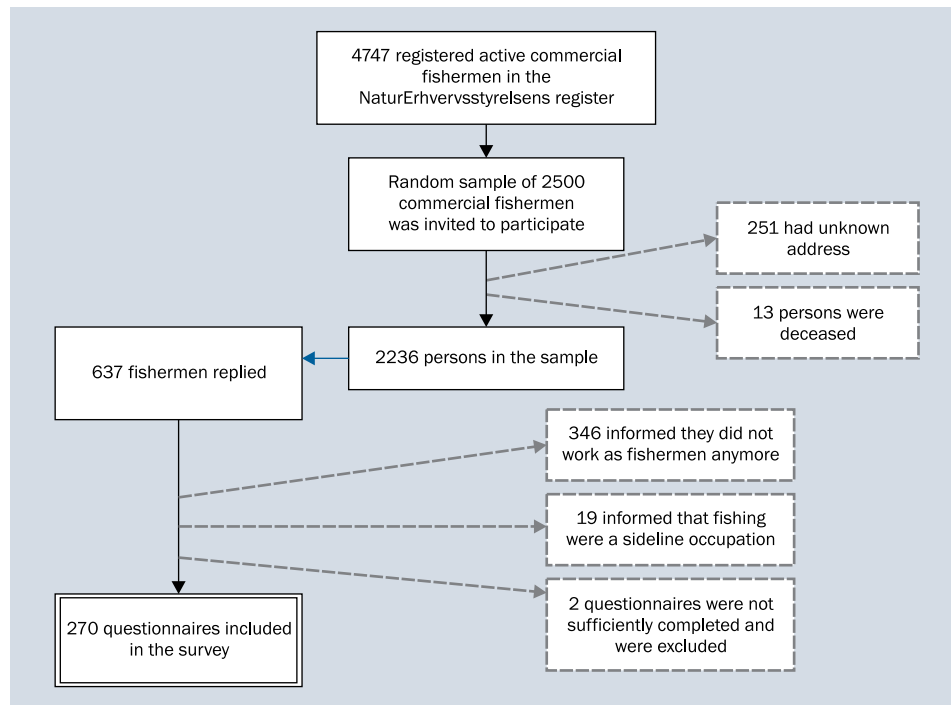 4747 registered active commercial
fishermen in the
NaturErhvervsstyrelsens register
Random sample of 2500
commercial fishermen
was invited to participate
251 had unknown
address
13 persons were
deceased
2236 persons in the sample
637 fishermen replied
346 informed they did not
work as fishermen anymore
19 informed that fishing
were a sideline occupation
2 questionnaires were not
sufficiently completed and
were excluded
270 questionnaires included
in the survey